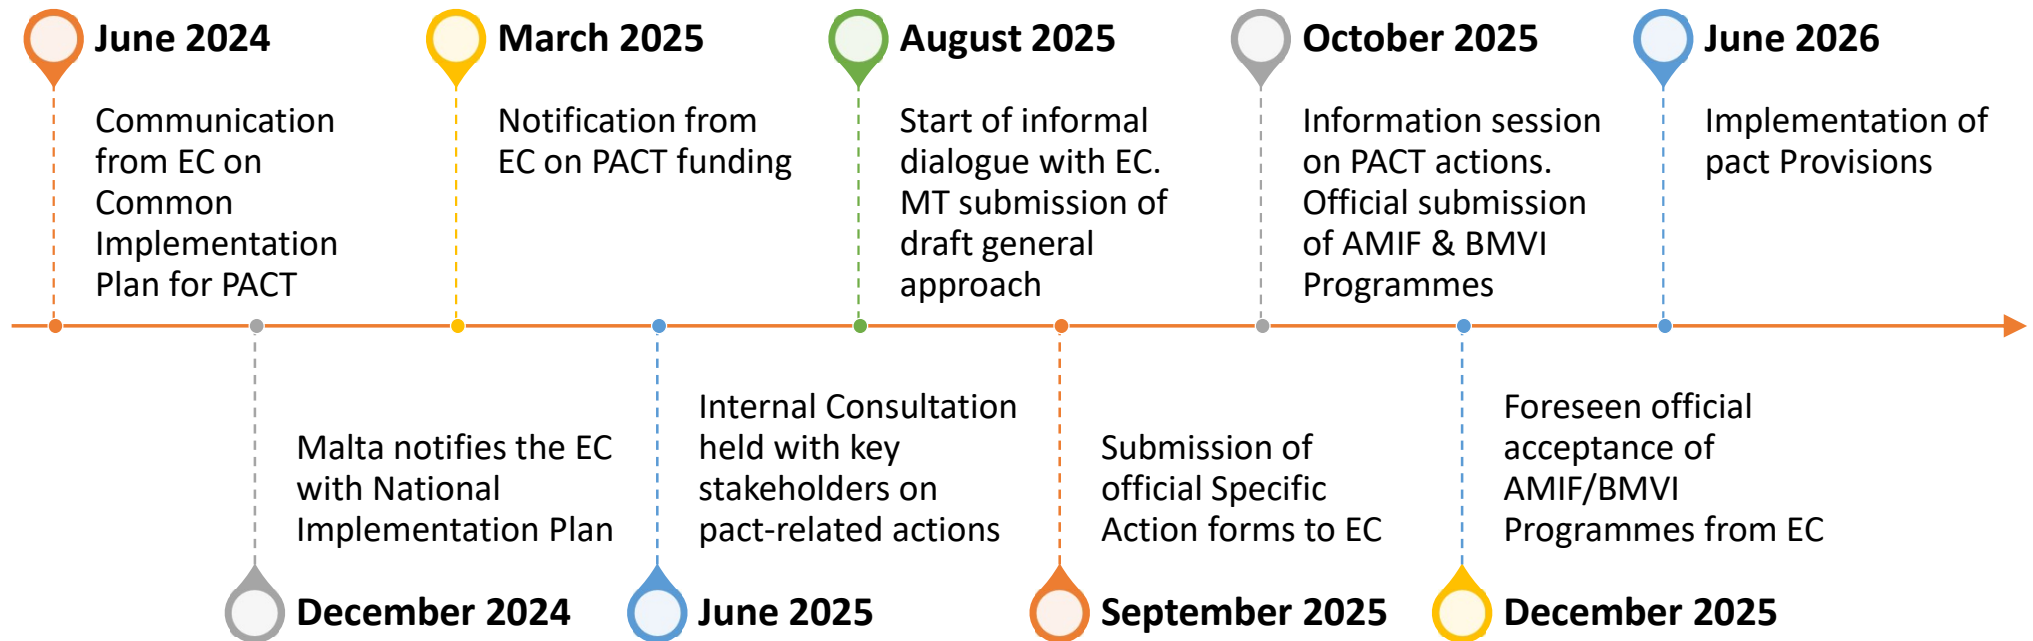 June 2024
Communication
from EC on
Common
Implementation
Plan for PACT
March 2025
Notification from
EC on PACT funding
August 2025
Start of informal
dialogue with EC.
MT submission of
draft general
approach
October 2025
Information session
on PACT actions.
Official submission
of AMIF & BMVI
Programmes
June 2026
Implementation of
pact Provisions
Malta notifies the EC
with National
Implementation Plan
December 2024
Internal Consultation
held with key
stakeholders on
pact-related actions
June 2025
Submission of
official Specific
Action forms to EC
September 2025
Foreseen official
acceptance of
AMIF/BMVI
Programmes from EC
December 2025